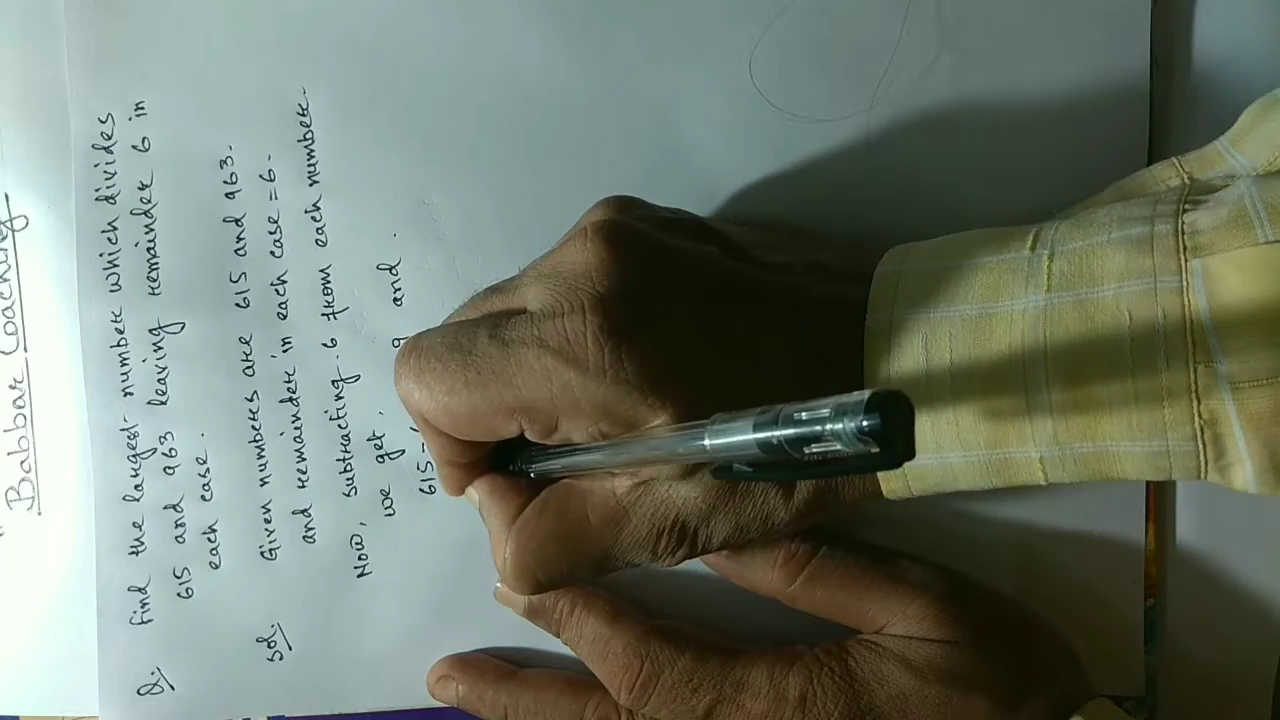 Babbar Coaching
Q. Find the largest number which divides
615 and 963 leaving remainder 6 in
each case.
Sol. Given numbers are 615 and 963.
and remainder in each case = 6.
Now, subtracting 6 from each number.
we get, and.
615-